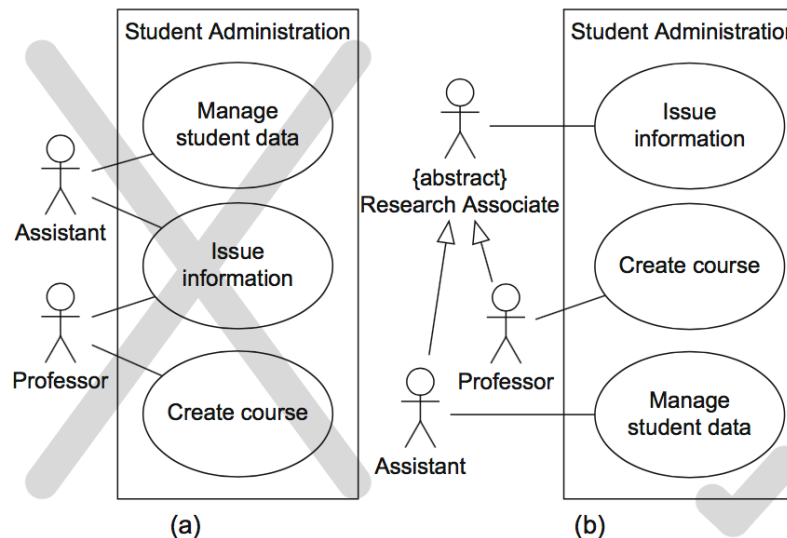 Student Administration
Manage
student data
Assistant
Issue
information
Professor
Create course
(a)
Student Administration
Issue
information
{abstract}
Research Associate
Create course
Professor
Manage
student data
Assistant
(b)